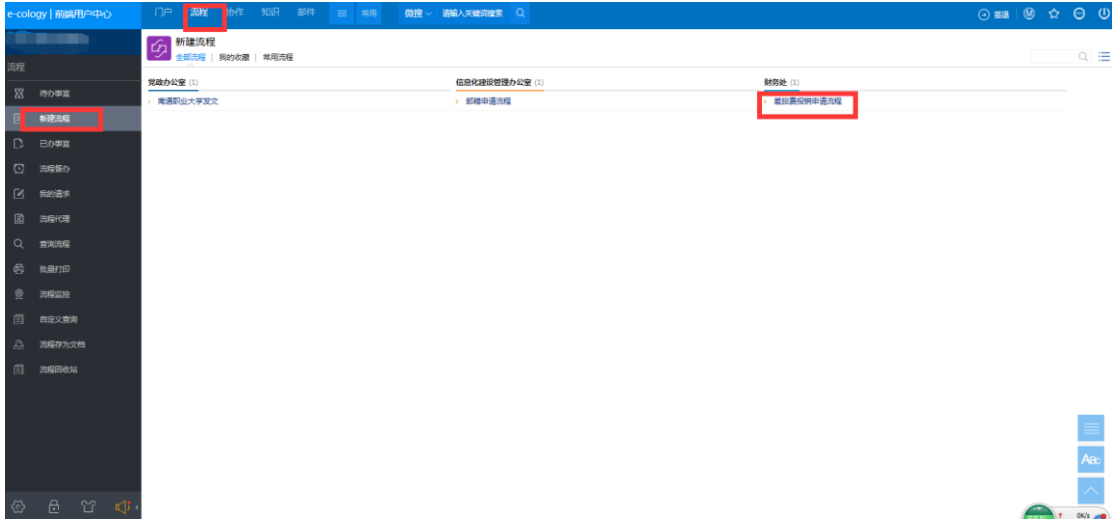 e-cology | 前端用户中心
门户 流程 协作 知识 邮件 常用 微搜 请输入关键词搜索 签退 M
流程
新建流程
全部流程 | 我的收藏 | 常用流程
待办事宜
新建流程
已办事宜
流程督办
我的请求
流程代理
查询流程
批量打印
流程监控
自定义查询
流程存为文档
流程回收站
党政办公室 (1)
南通职业大学发文
信息化建设管理办公室 (1)
邮箱申请流程
财务处 (1)
差旅费报销申请流程
ABC
0K/s